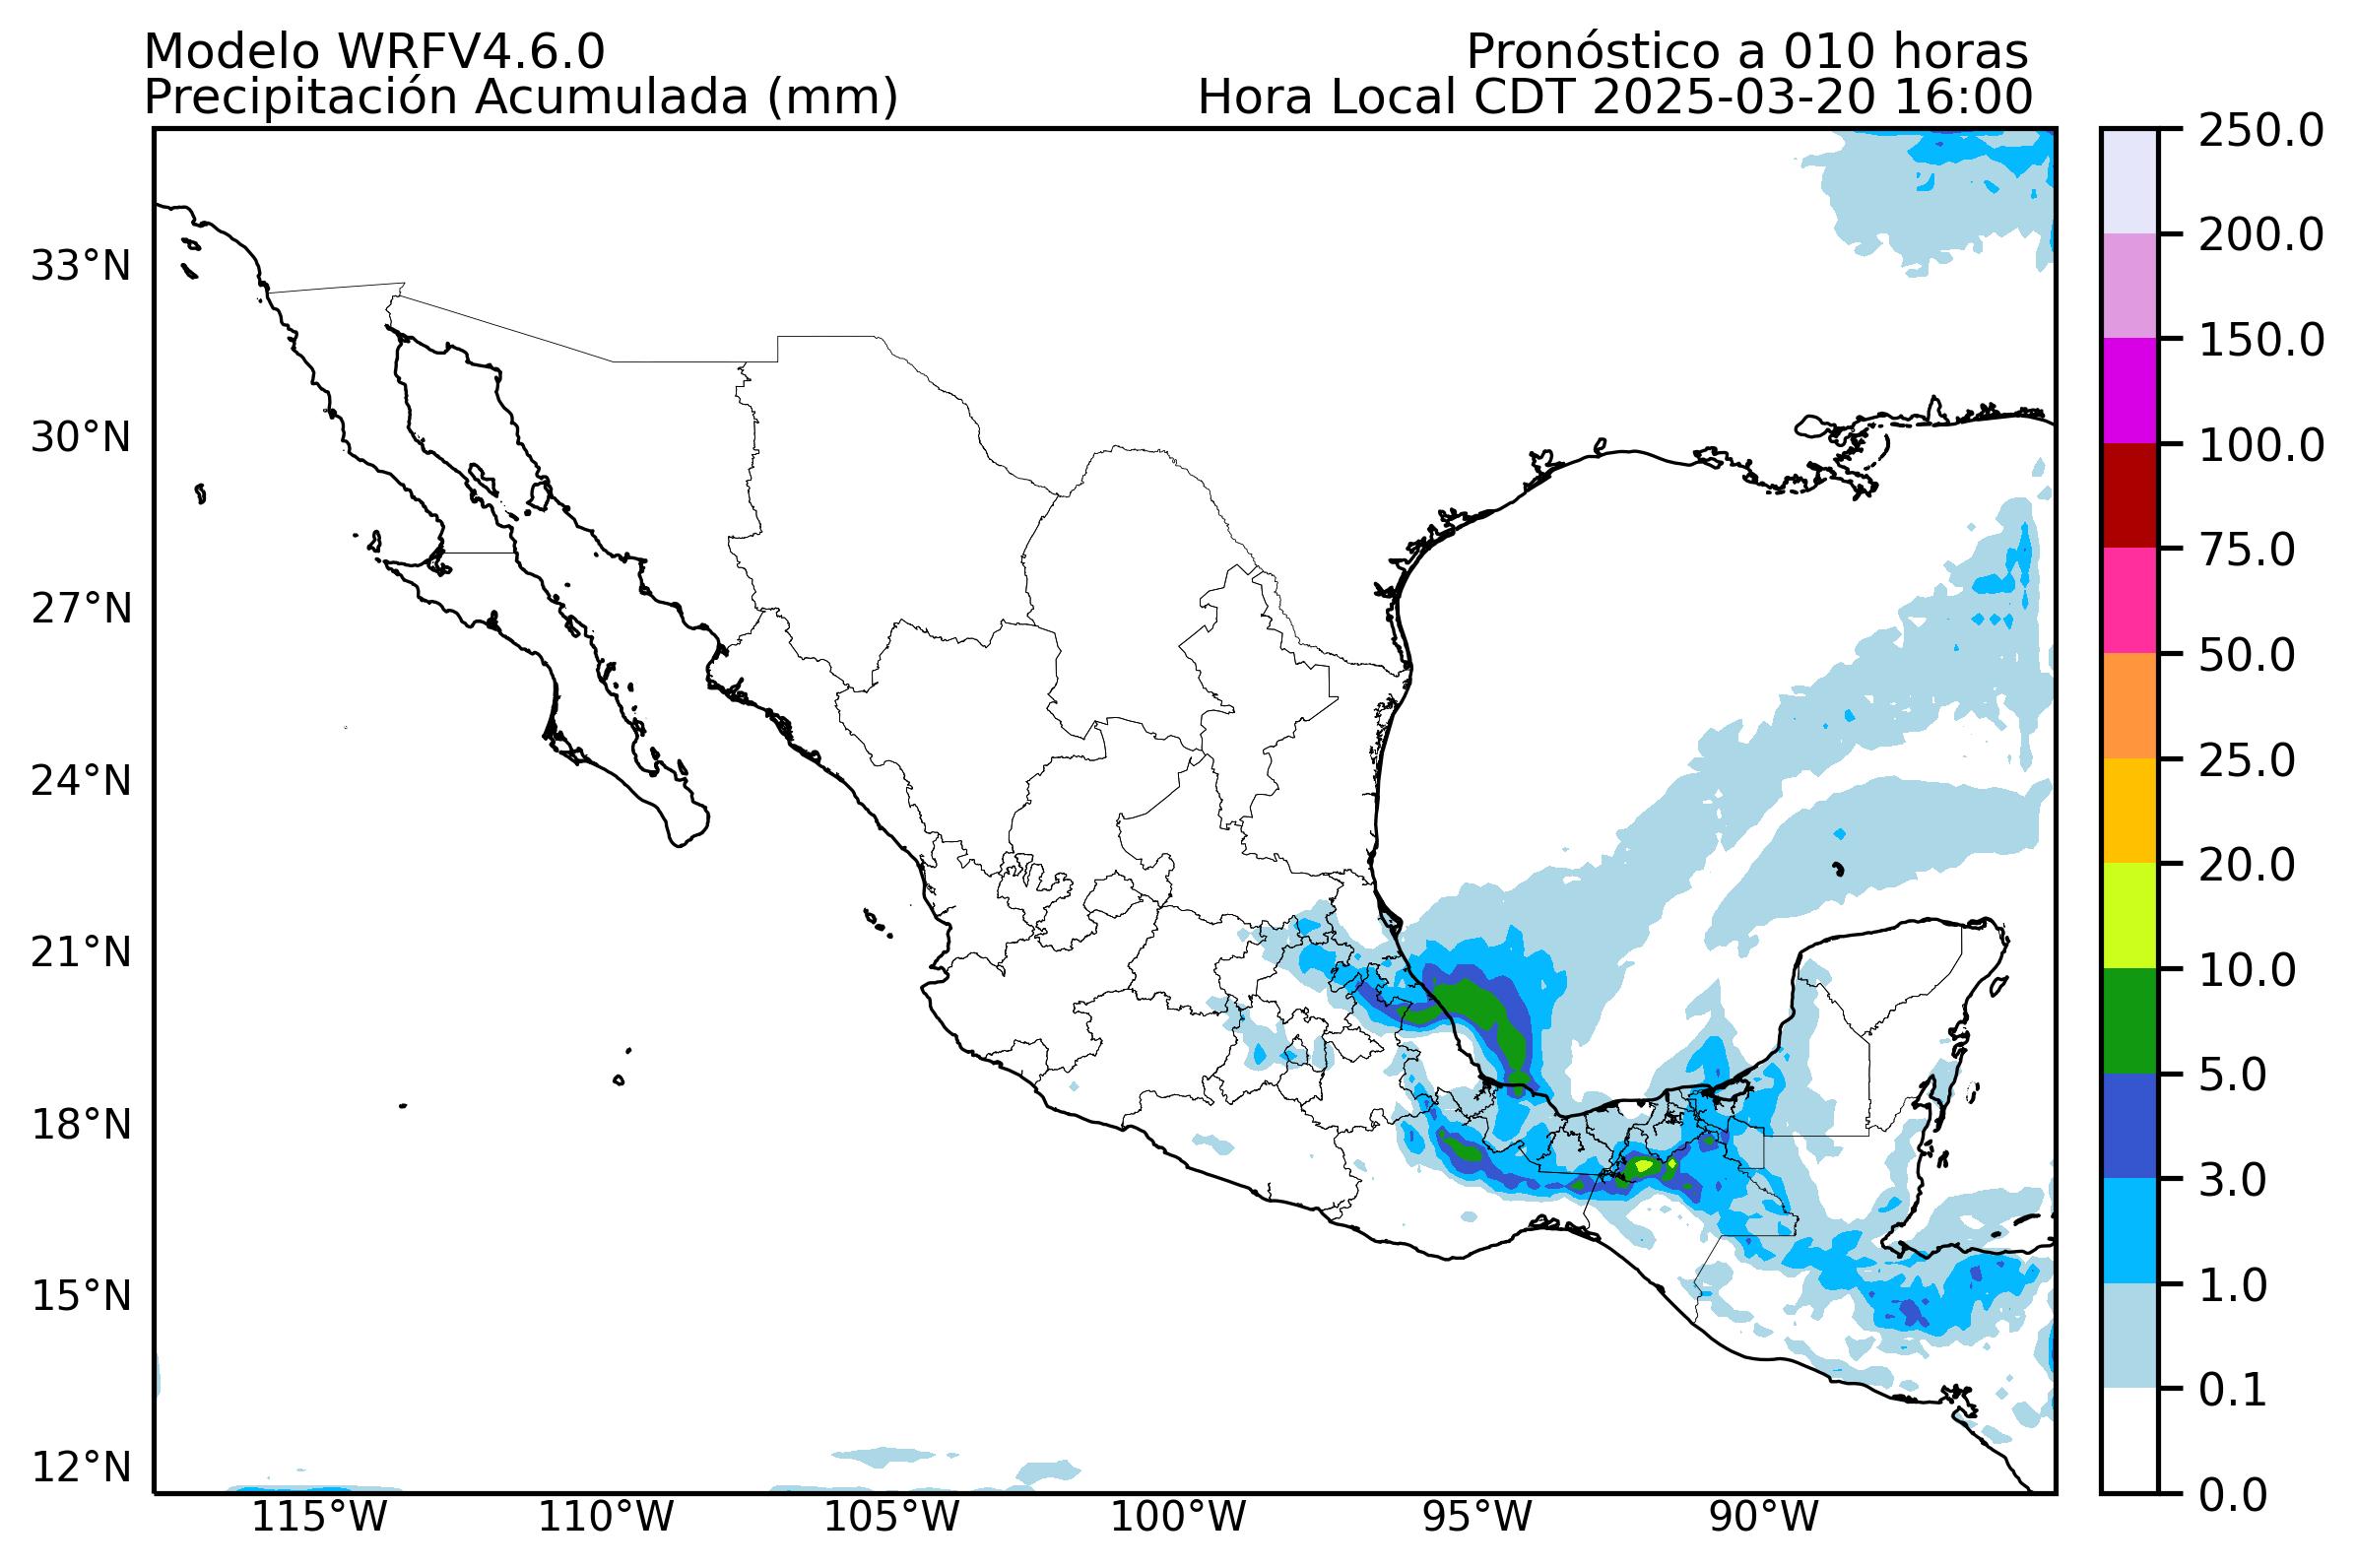 Modelo WRFV4.6.0
Pronóstico a 010 horas
Precipitación Acumulada (mm)
Hora Local CDT 2025-03-20 16:00
33°N
30°N
27°N
24°N
21°N
18°N
15°N
12°N
115°W
110°W
105°W
100°W
95°W
90°W
250.0
200.0
150.0
100.0
75.0
50.0
25.0
20.0
10.0
5.0
3.0
1.0
0.1
0.0